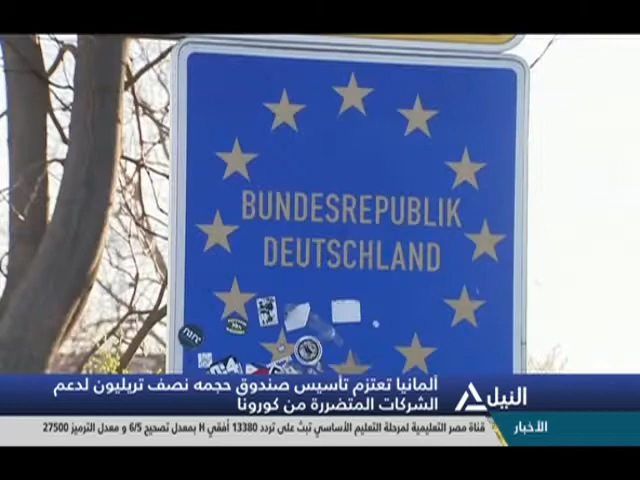 BUNDESREPUBLIK
DEUTSCHLAND
ألمانيا تعتزم تأسيس صندوق حجمه نصف تريليون لدعم
الشركات المتضررة من كورونا
النيل
الأخبار
قناة مصر التعليمية لمرحلة التعليم الأساسي تبث على تردد 13380 أفقي H بمعدل تصحيح 6/5 و معدل الترميز 27500